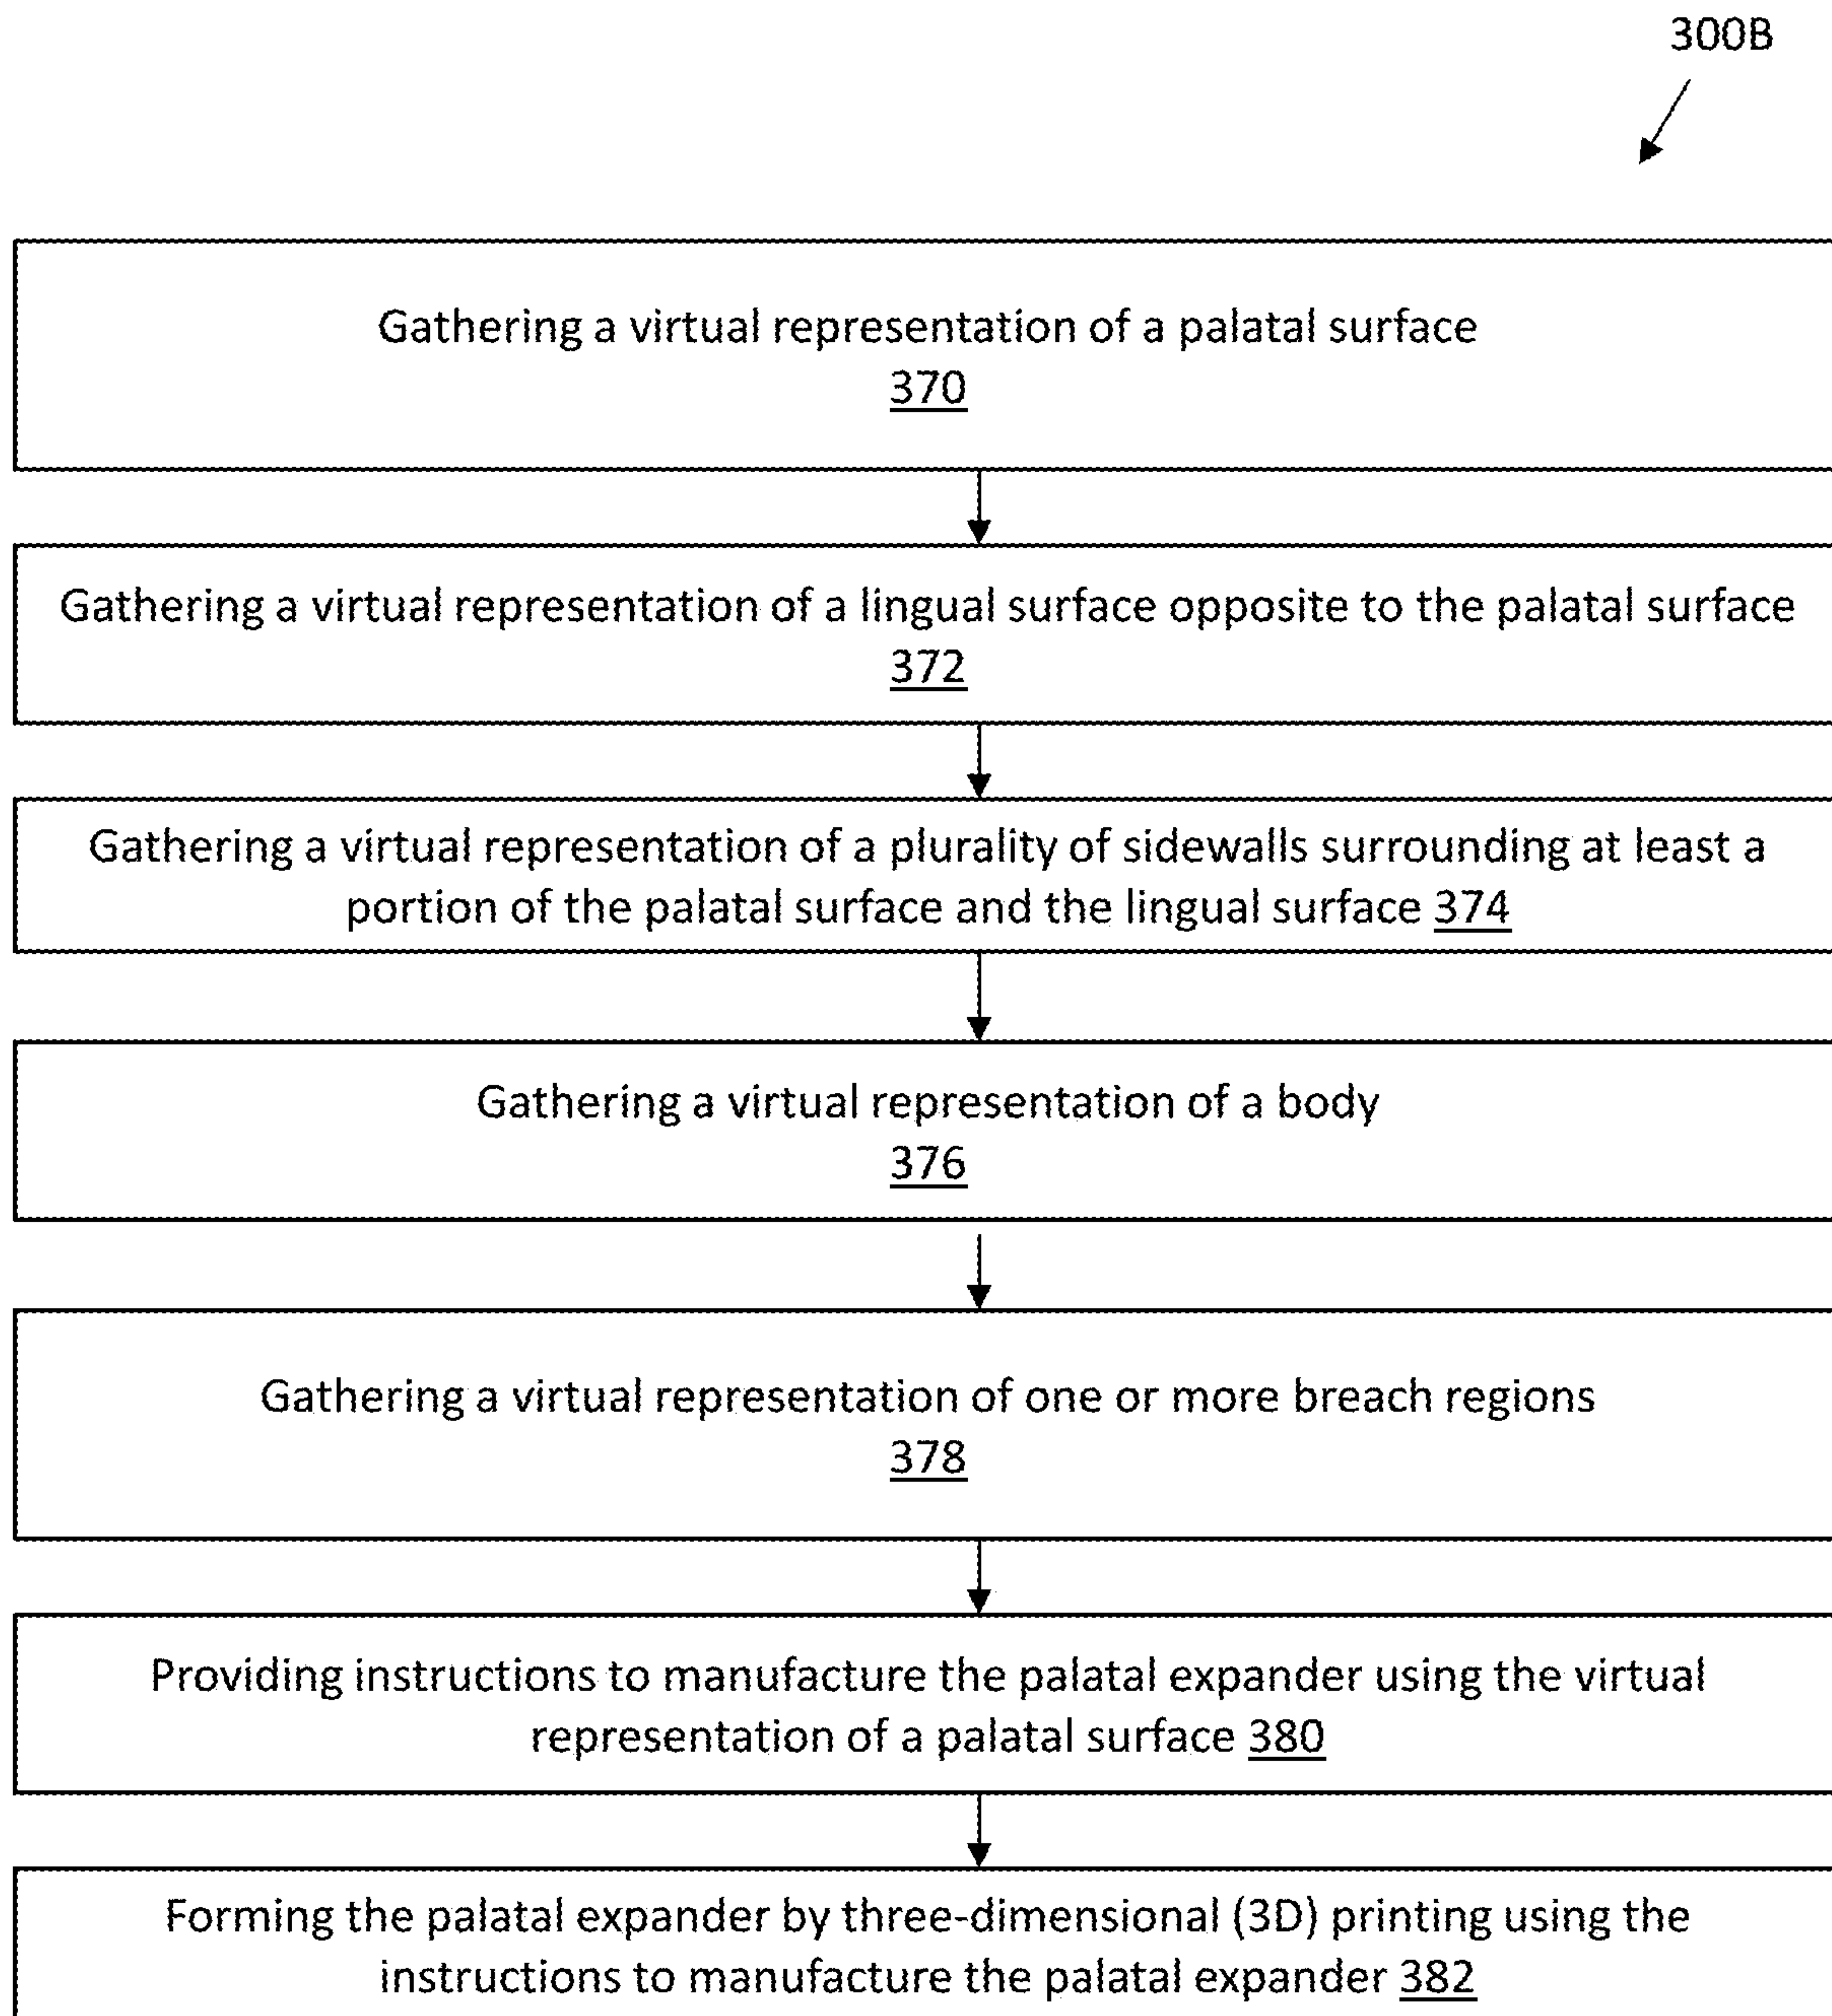 300B
Gathering a virtual representation of a palatal surface
370
Gathering a virtual representation of a lingual surface opposite to the palatal surface
372
Gathering a virtual representation of a plurality of sidewalls surrounding at least a
portion of the palatal surface and the lingual surface 374
Gathering a virtual representation of a body
376
Gathering a virtual representation of one or more breach regions
378
Providing instructions to manufacture the palatal expander using the virtual
representation of a palatal surface 380
Forming the palatal expander by three-dimensional (3D) printing using the
instructions to manufacture the palatal expander 382